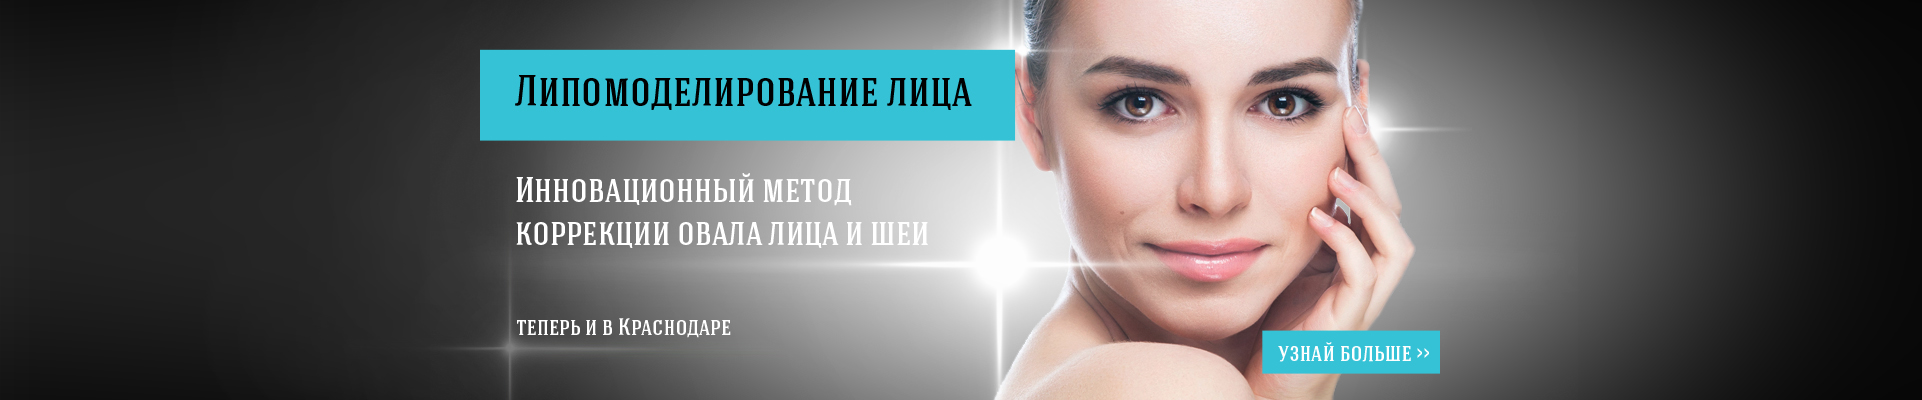 Липомоделирование лица
Инновационный метод
коррекции овала лица и шеи
теперь и в Краснодаре
узнай больше >>